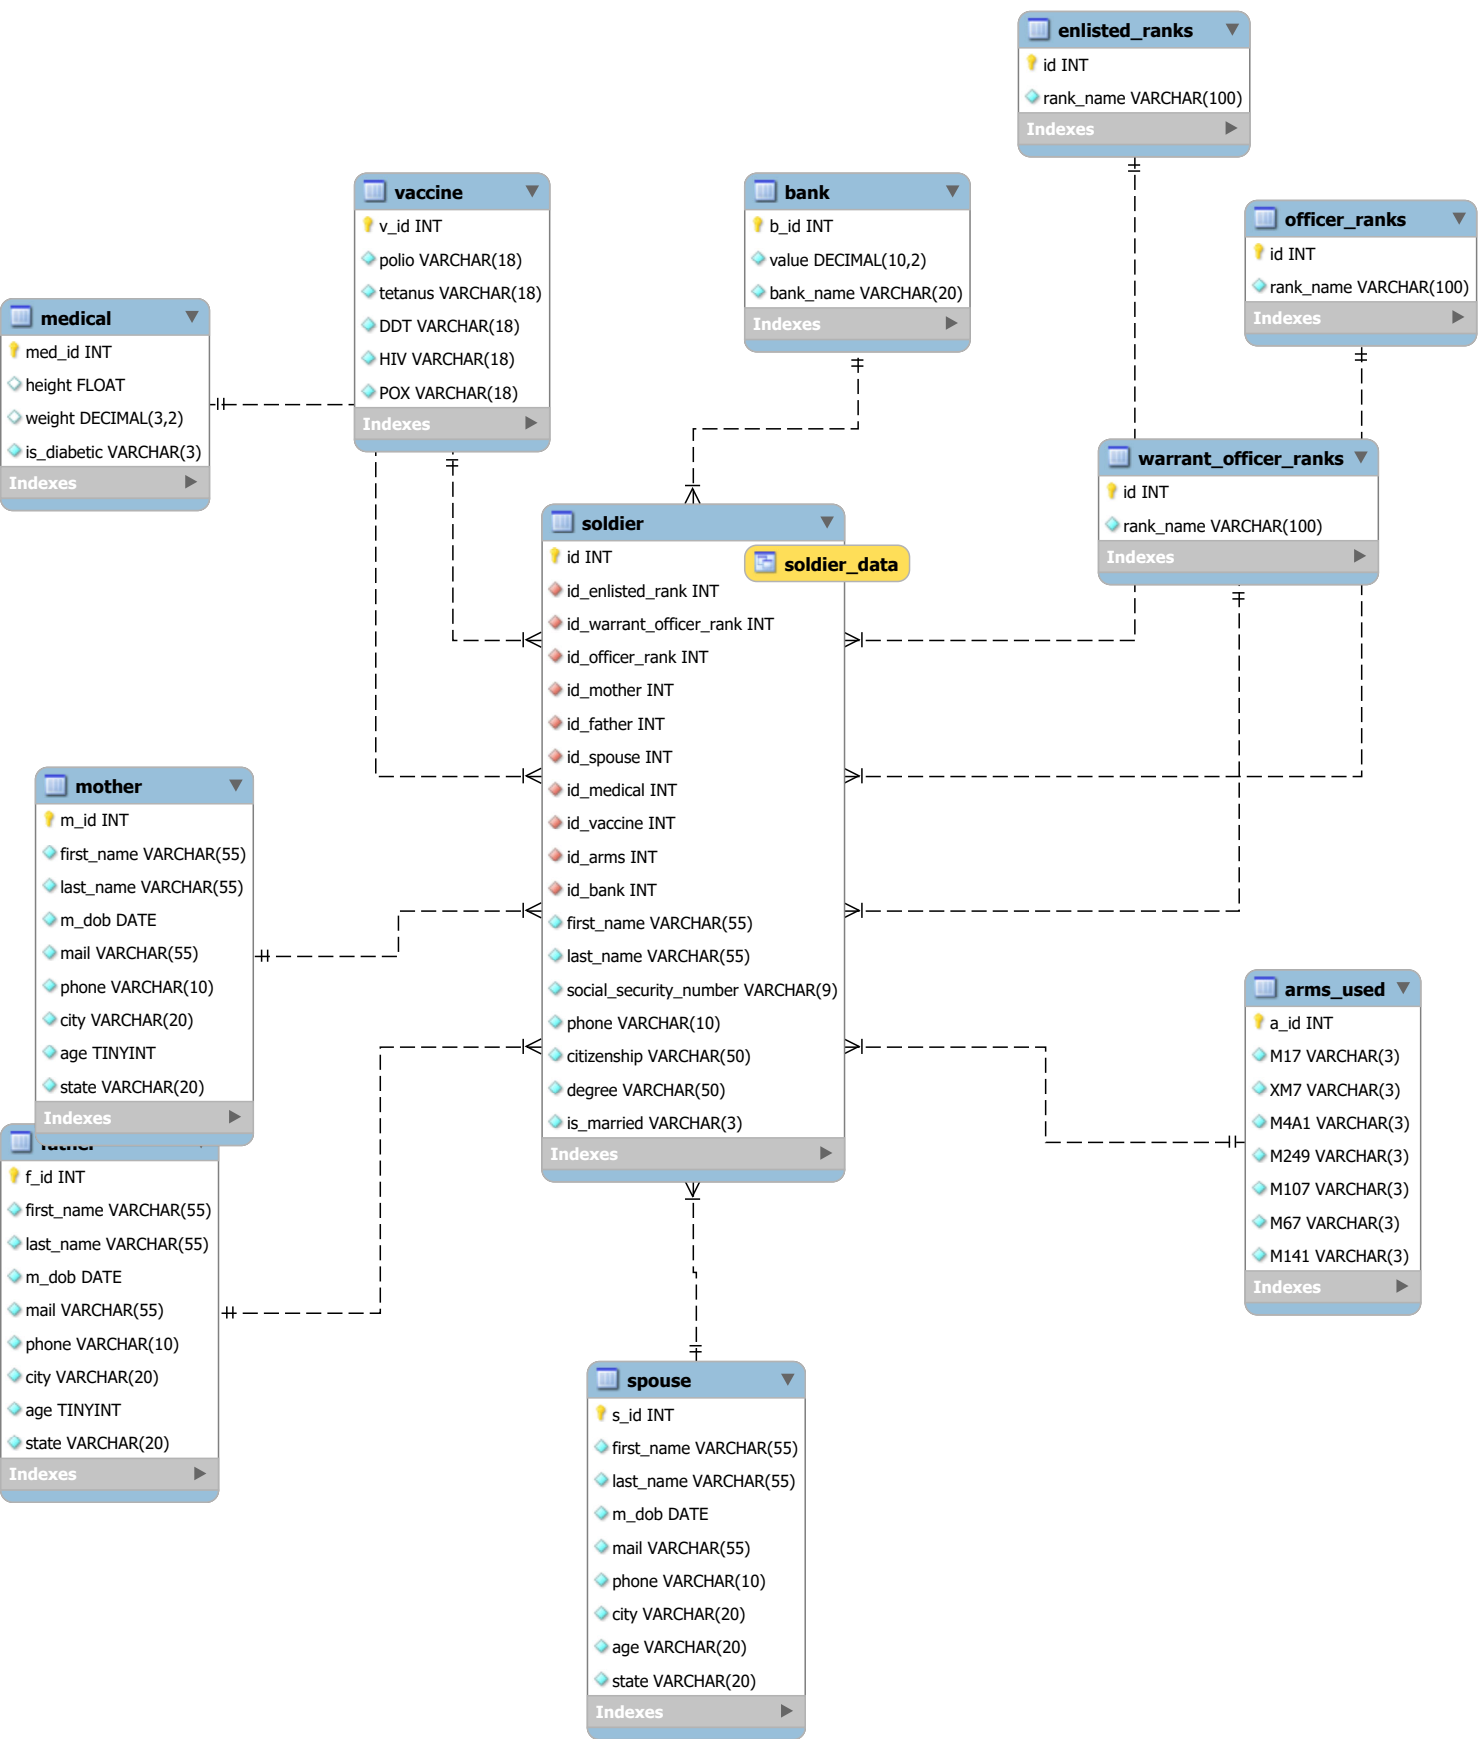 enlisted_ranks
id INT
rank_name VARCHAR(100)
Indexes
officer_ranks
id INT
rank_name VARCHAR(100)
Indexes
vaccine
v_id INT
polio VARCHAR(18)
tetanus VARCHAR(18)
DDT VARCHAR(18)
HIV VARCHAR(18)
POX VARCHAR(18)
Indexes
bank
b_id INT
value DECIMAL(10,2)
bank_name VARCHAR(20)
Indexes
medical
med_id INT
height FLOAT
weight DECIMAL(3,2)
is_diabetic VARCHAR(3)
Indexes
warrant_officer_ranks
id INT
rank_name VARCHAR(100)
Indexes
soldier
id INT
soldier_data
id_enlisted_rank INT
id_warrant_officer_rank INT
id_officer_rank INT
id_mother INT
id_father INT
id_spouse INT
id_medical INT
id_vaccine INT
id_arms INT
id_bank INT
first_name VARCHAR(55)
last_name VARCHAR(55)
social_security_number VARCHAR(9)
phone VARCHAR(10)
citizenship VARCHAR(50)
degree VARCHAR(50)
is_married VARCHAR(3)
Indexes
mother
m_id INT
first_name VARCHAR(55)
last_name VARCHAR(55)
m_dob DATE
mail VARCHAR(55)
phone VARCHAR(10)
city VARCHAR(20)
age TINYINT
state VARCHAR(20)
Indexes
father
f_id INT
first_name VARCHAR(55)
last_name VARCHAR(55)
m_dob DATE
mail VARCHAR(55)
phone VARCHAR(10)
city VARCHAR(20)
age TINYINT
state VARCHAR(20)
Indexes
arms_used
a_id INT
M17 VARCHAR(3)
XM7 VARCHAR(3)
M4A1 VARCHAR(3)
M249 VARCHAR(3)
M107 VARCHAR(3)
M67 VARCHAR(3)
M141 VARCHAR(3)
Indexes
spouse
s_id INT
first_name VARCHAR(55)
last_name VARCHAR(55)
m_dob DATE
mail VARCHAR(55)
phone VARCHAR(10)
city VARCHAR(20)
age VARCHAR(20)
state VARCHAR(20)
Indexes